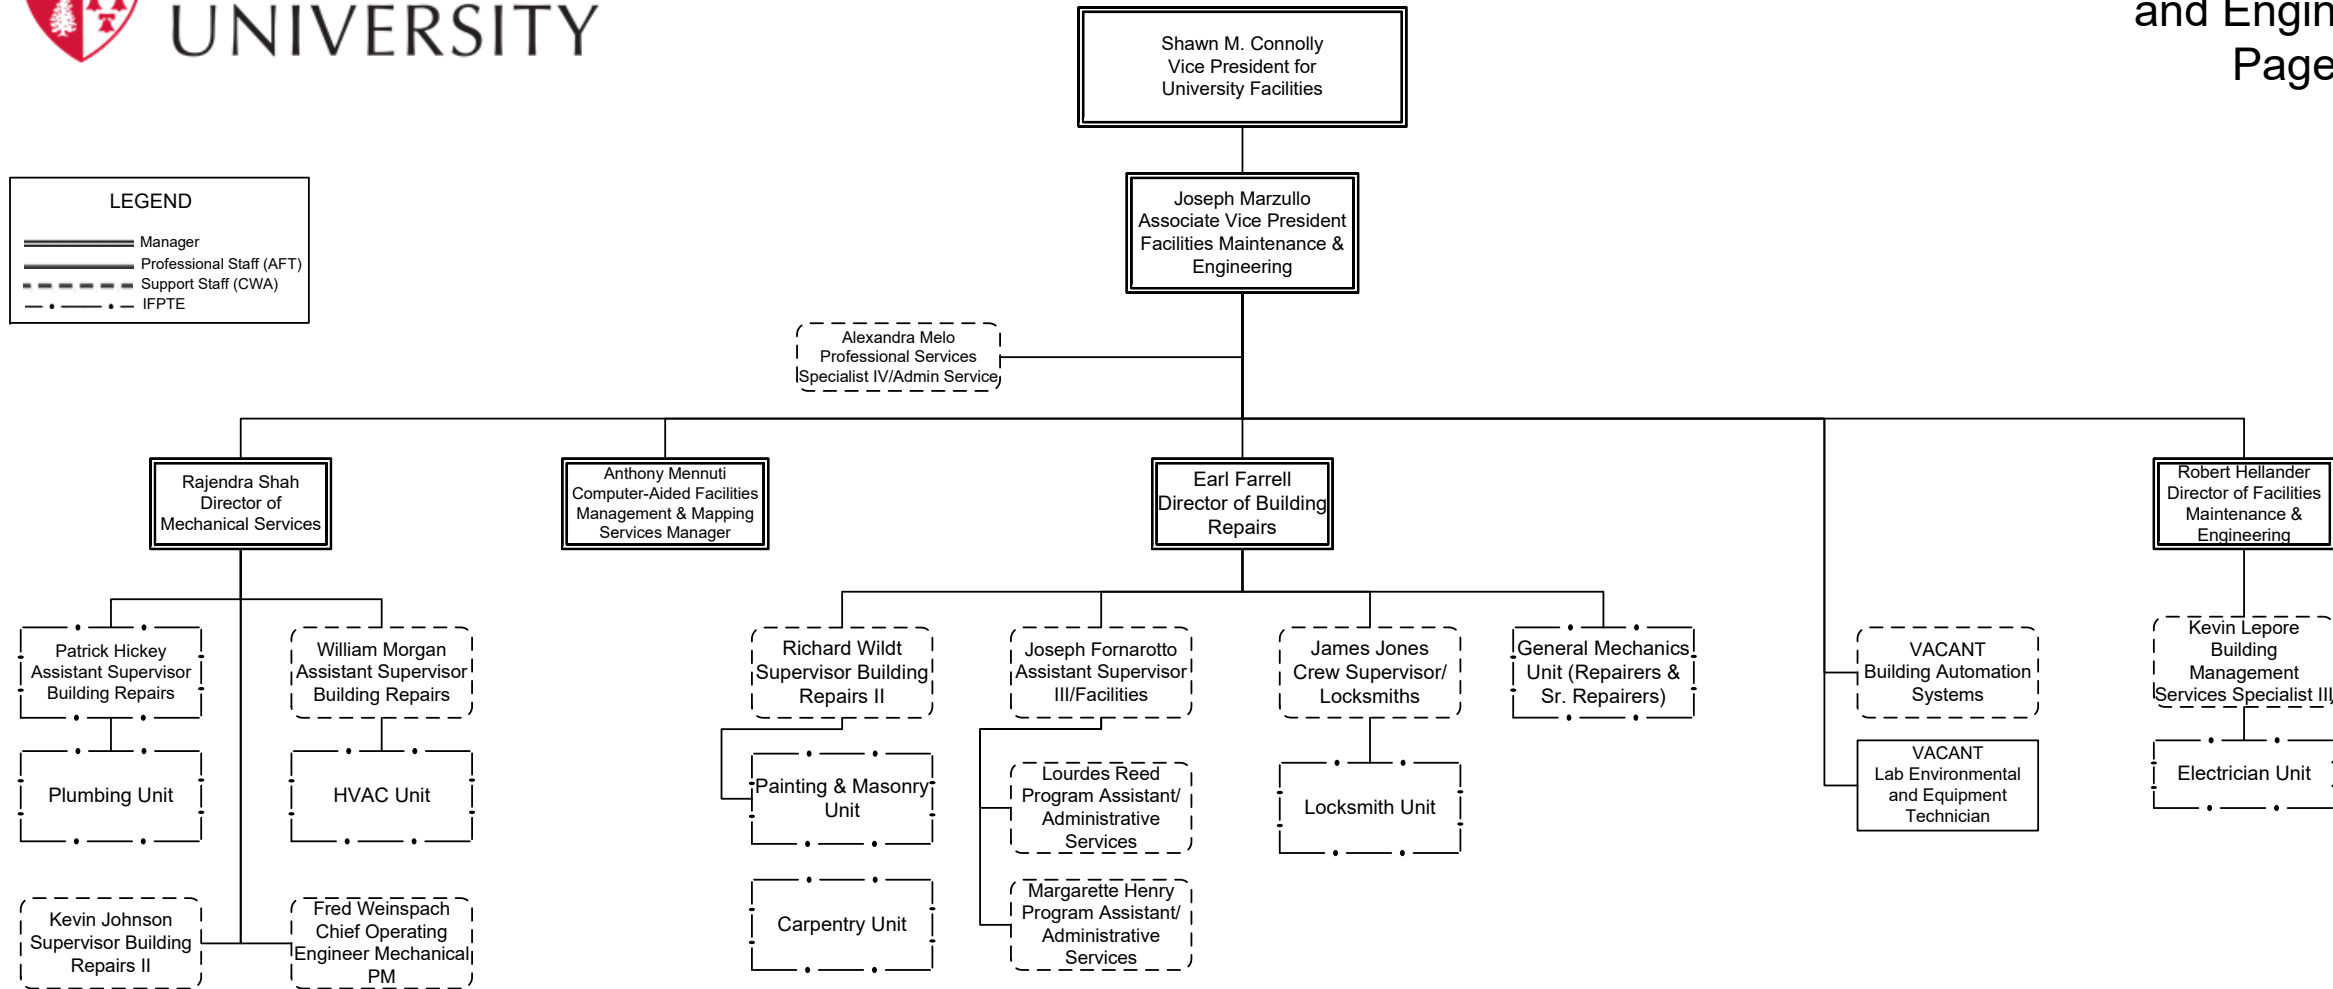 UNIVERSITY
and Engin
Page
Shawn M. Connolly
Vice President for
University Facilities
LEGEND
Manager
Professional Staff (AFT)
Support Staff (CWA)
IFPTE
Joseph Marzullo
Associate Vice President
Facilities Maintenance &
Engineering
Alexandra Melo
Professional Services
Specialist IV/Admin Service
Rajendra Shah
Director of
Mechanical Services
Anthony Mennuti
Computer-Aided Facilities
Management & Mapping
Services Manager
Earl Farrell
Director of Building
Repairs
Robert Hellander
Director of Facilities
Maintenance &
Engineering
Patrick Hickey
Assistant Supervisor
Building Repairs
William Morgan
Assistant Supervisor
Building Repairs
Richard Wildt
Supervisor Building
Repairs II
Joseph Fornarotto
Assistant Supervisor
III/Facilities
James Jones
Crew Supervisor/
Locksmiths
General Mechanics
Unit (Repairers &
Sr. Repairers)
VACANT
Building Automation
Systems
Kevin Lepore
Building
Management
Services Specialist III
Plumbing Unit
HVAC Unit
Painting & Masonry
Unit
Lourdes Reed
Program Assistant/
Administrative
Services
Locksmith Unit
VACANT
Lab Environmental
and Equipment
Technician
Electrician Unit
Kevin Johnson
Supervisor Building
Repairs II
Fred Weinspach
Chief Operating
Engineer Mechanical
PM
Carpentry Unit
Margarette Henry
Program Assistant/
Administrative
Services